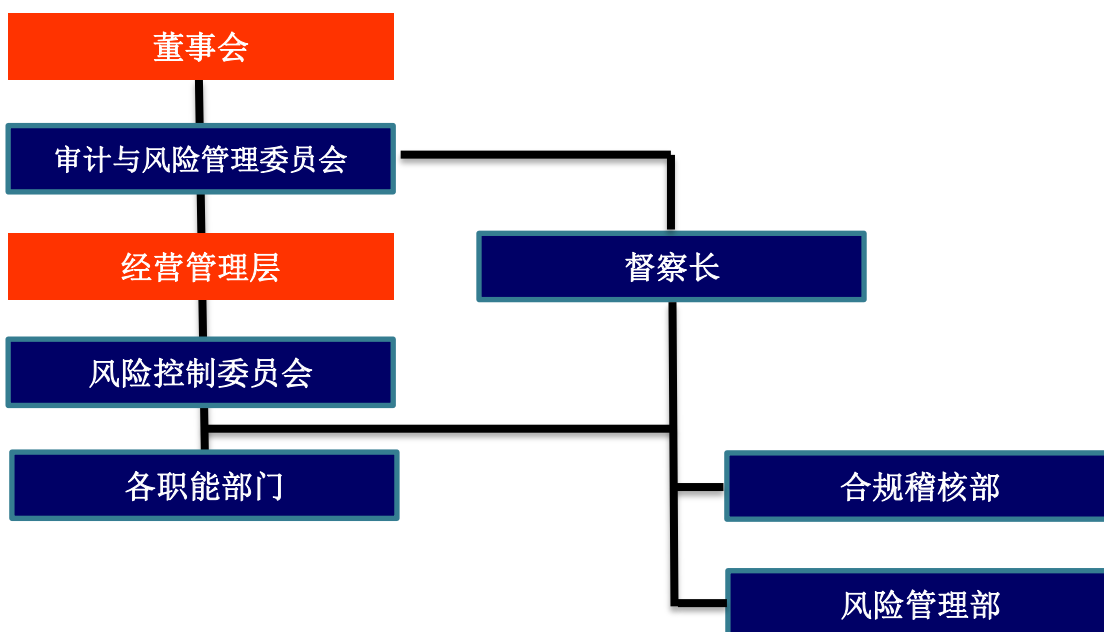 董事会
审计与风险管理委员会
经营管理层
督察长
风险控制委员会
各职能部门
合规稽核部
风险管理部